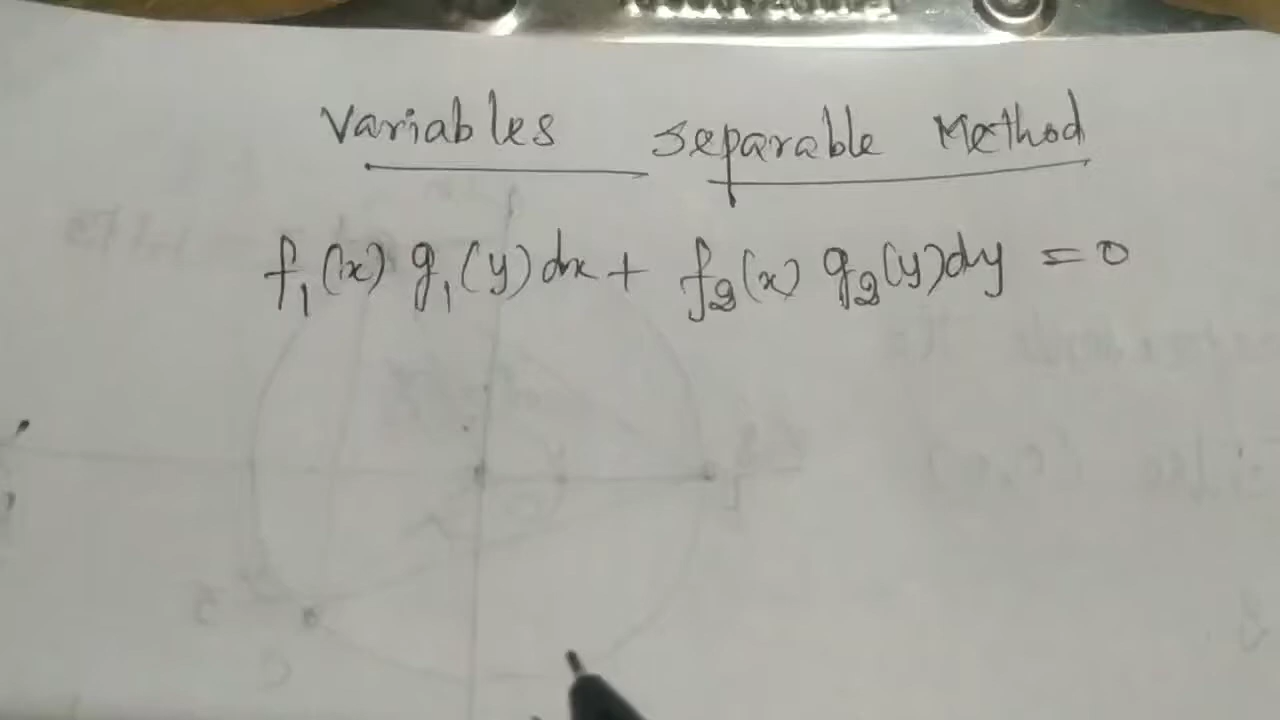 Variables separable Method
f₁(x) g₁(y)dx + f₂(x) g₂(y)dy = 0